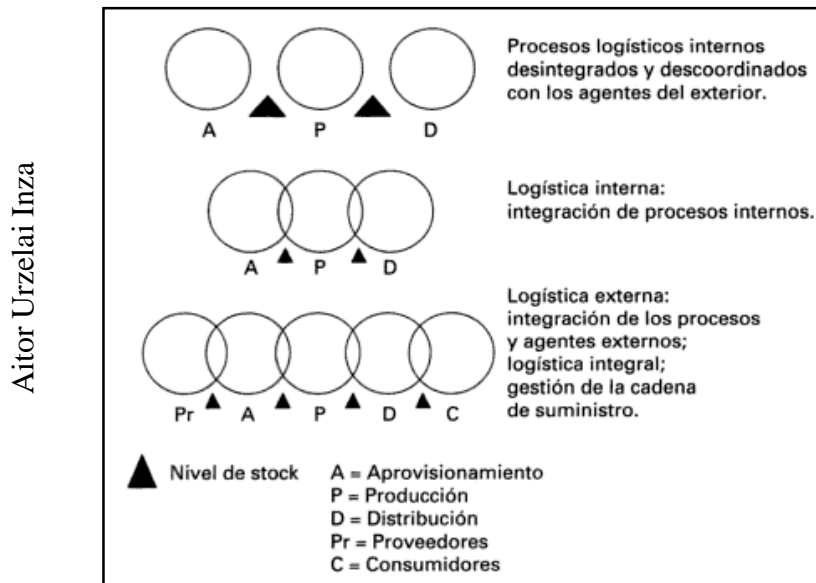 Aitor Urzelai Inza
Procesos logísticos internos
desintegrados y descoordinados
con los agentes del exterior.
A P D
Logística interna:
integración de procesos internos.
A P D
Logística externa:
integración de los procesos
y agentes externos;
logística integral;
gestión de la cadena
de suministro.
Pr A P D C
Nivel de stock
A = Aprovisionamiento
P = Producción
D = Distribución
Pr = Proveedores
C = Consumidores